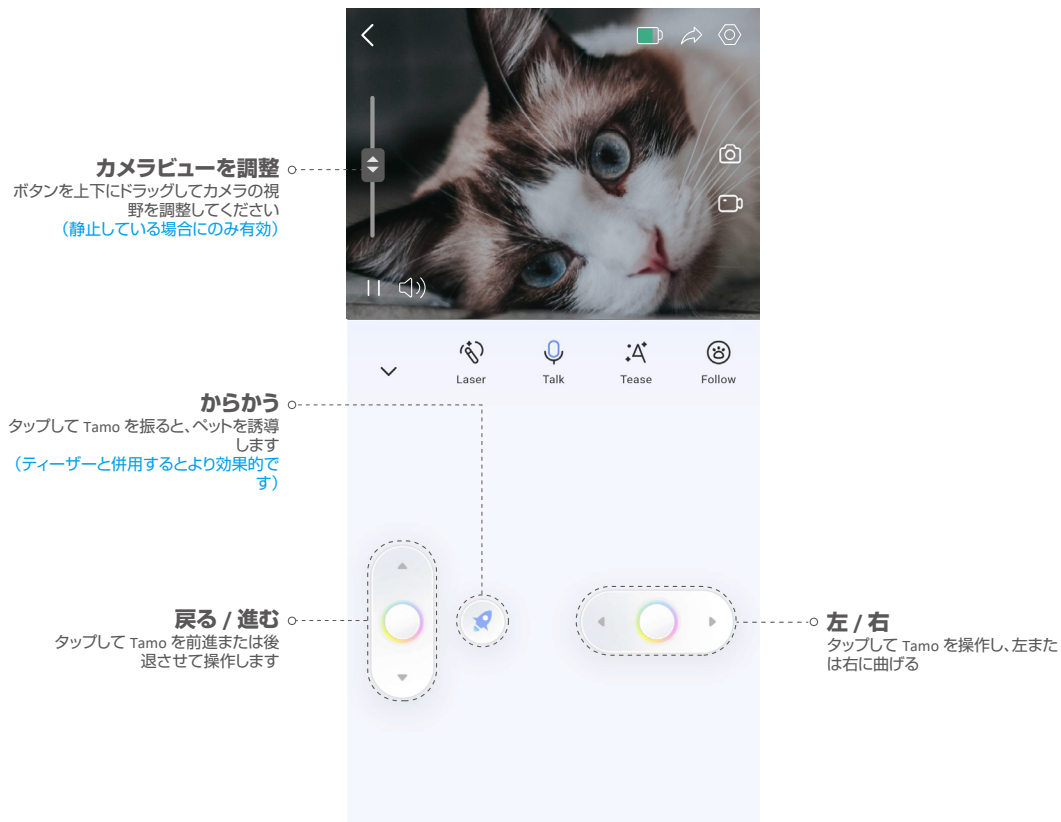 カメラビューを調整
ボタンを上下にドラッグしてカメラの視
野を調整してください
（静止している場合にのみ有効）
Laser
Talk
Tease
Follow
からかう
タップして Tamo を振ると、ペットを誘導
します
（ティーザーと併用するとより効果的で
す）
戻る / 進む
タップして Tamo を前進または後
退させて操作します
左 / 右
タップして Tamo を操作し、左また
は右に曲げる